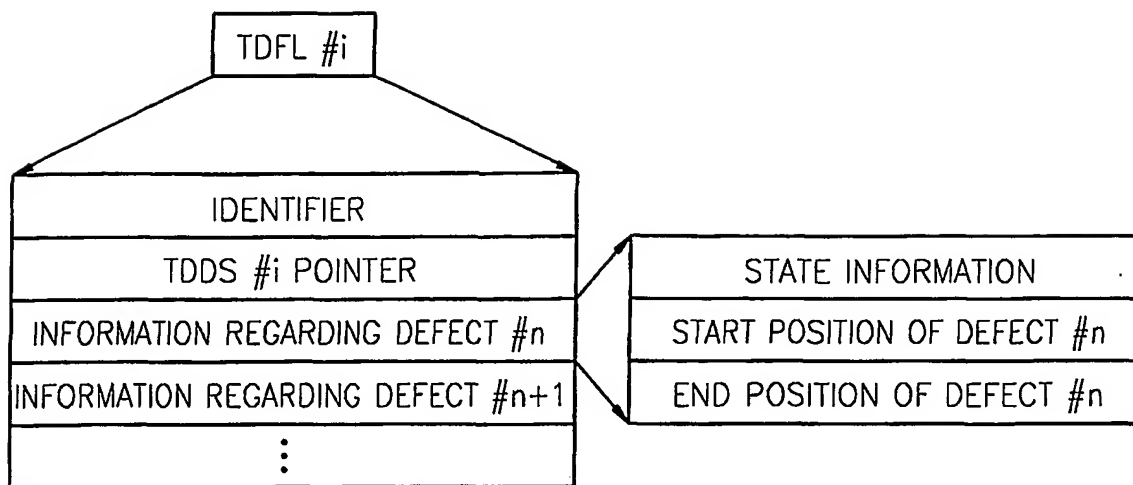 TDFL #i
IDENTIFIER
TDDS #i POINTER
INFORMATION REGARDING DEFECT #n
INFORMATION REGARDING DEFECT #n+1
⋮
STATE INFORMATION
START POSITION OF DEFECT #n
END POSITION OF DEFECT #n